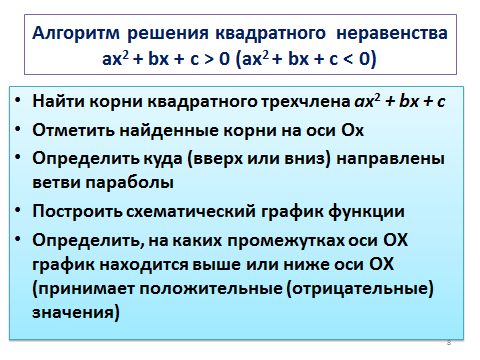 Алгоритм решения квадратного неравенства
ax² + bx + c > 0 (ax² + bx + c < 0)
• Найти корни квадратного трехчлена ax² + bx + c
• Отметить найденные корни на оси Ох
• Определить куда (вверх или вниз) направлены
ветви параболы
• Построить схематический график функции
• Определить, на каких промежутках оси ОХ
график находится выше или ниже оси ОХ
(принимает положительные (отрицательные)
значения)
8